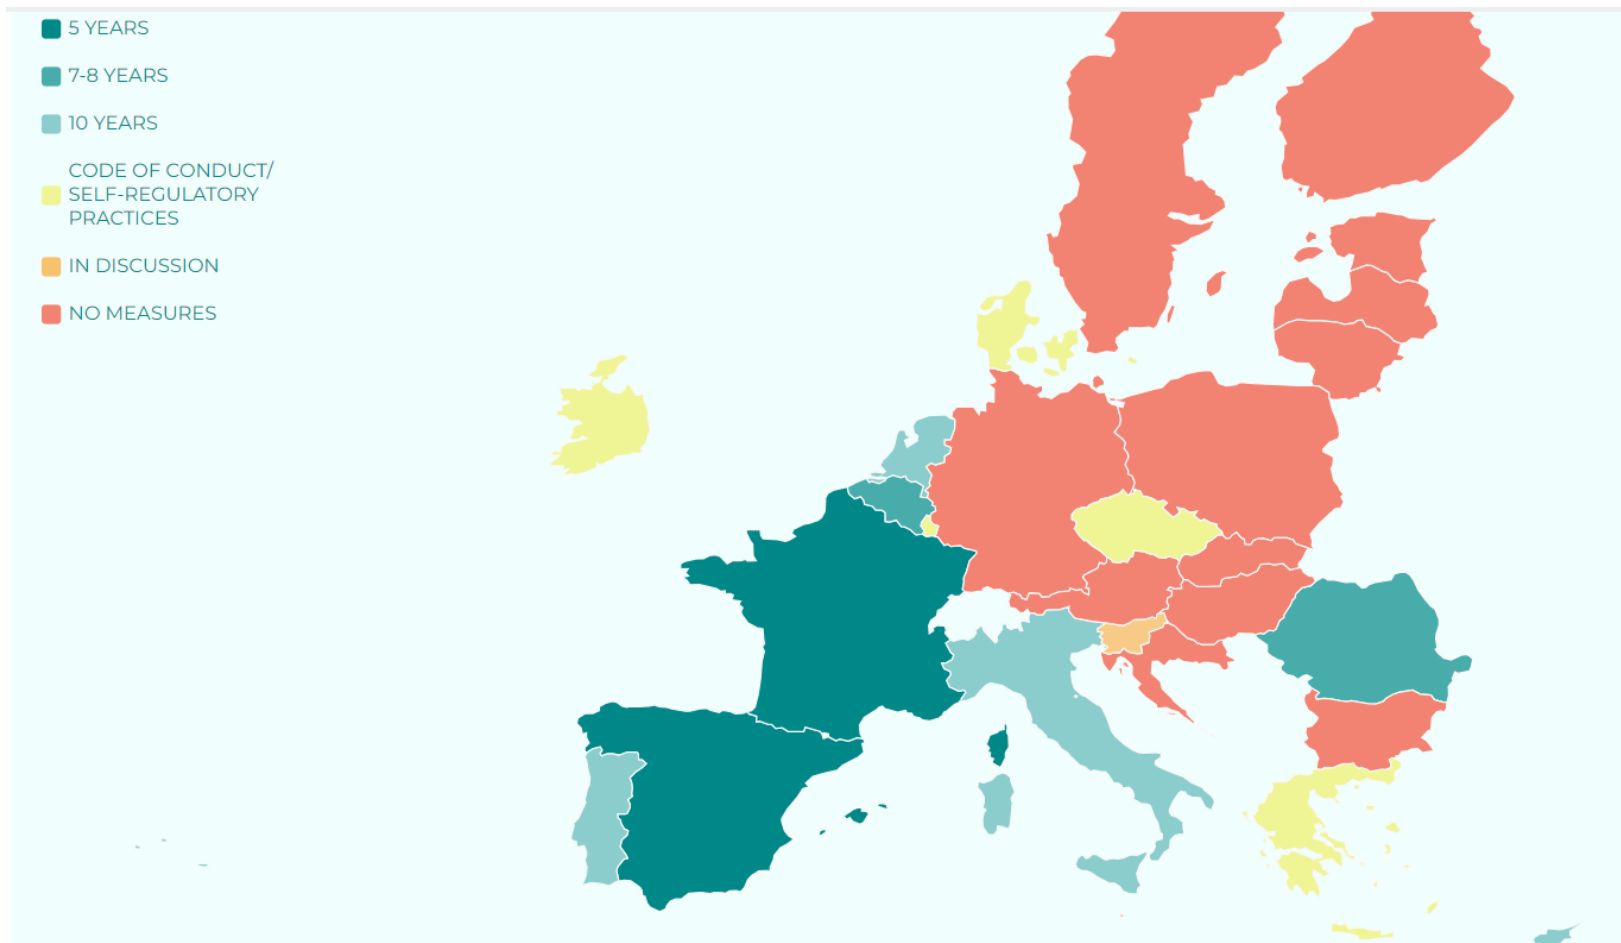 5 YEARS
7-8 YEARS
10 YEARS
CODE OF CONDUCT/
SELF-REGULATORY
PRACTICES
IN DISCUSSION
NO MEASURES